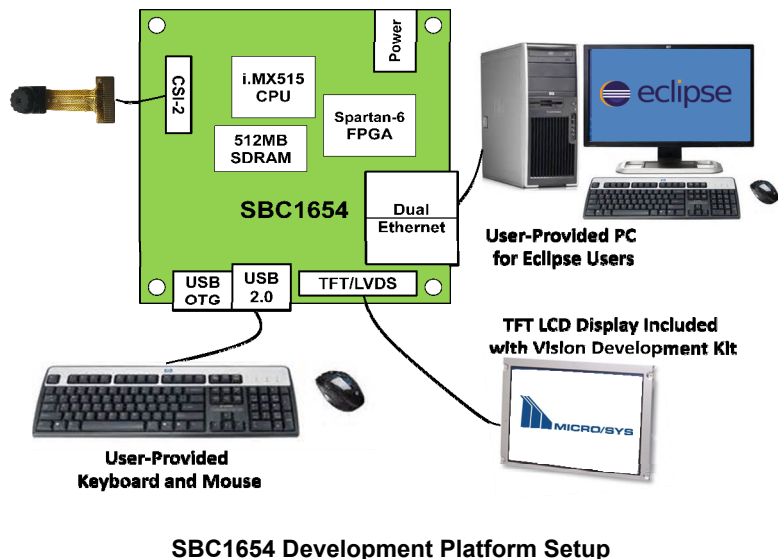 Power
CSI-2
i.MX515
CPU
Spartan-6
FPGA
512MB
SDRAM
eclipse
SBC1654
Dual
Ethernet
User-Provided PC
for Eclipse Users
USB
OTG
USB
2.0
TFT/LVDS
TFT LCD Display Included
with Vision Development Kit
MICRO/SYS
User-Provided
Keyboard and Mouse
SBC1654 Development Platform Setup